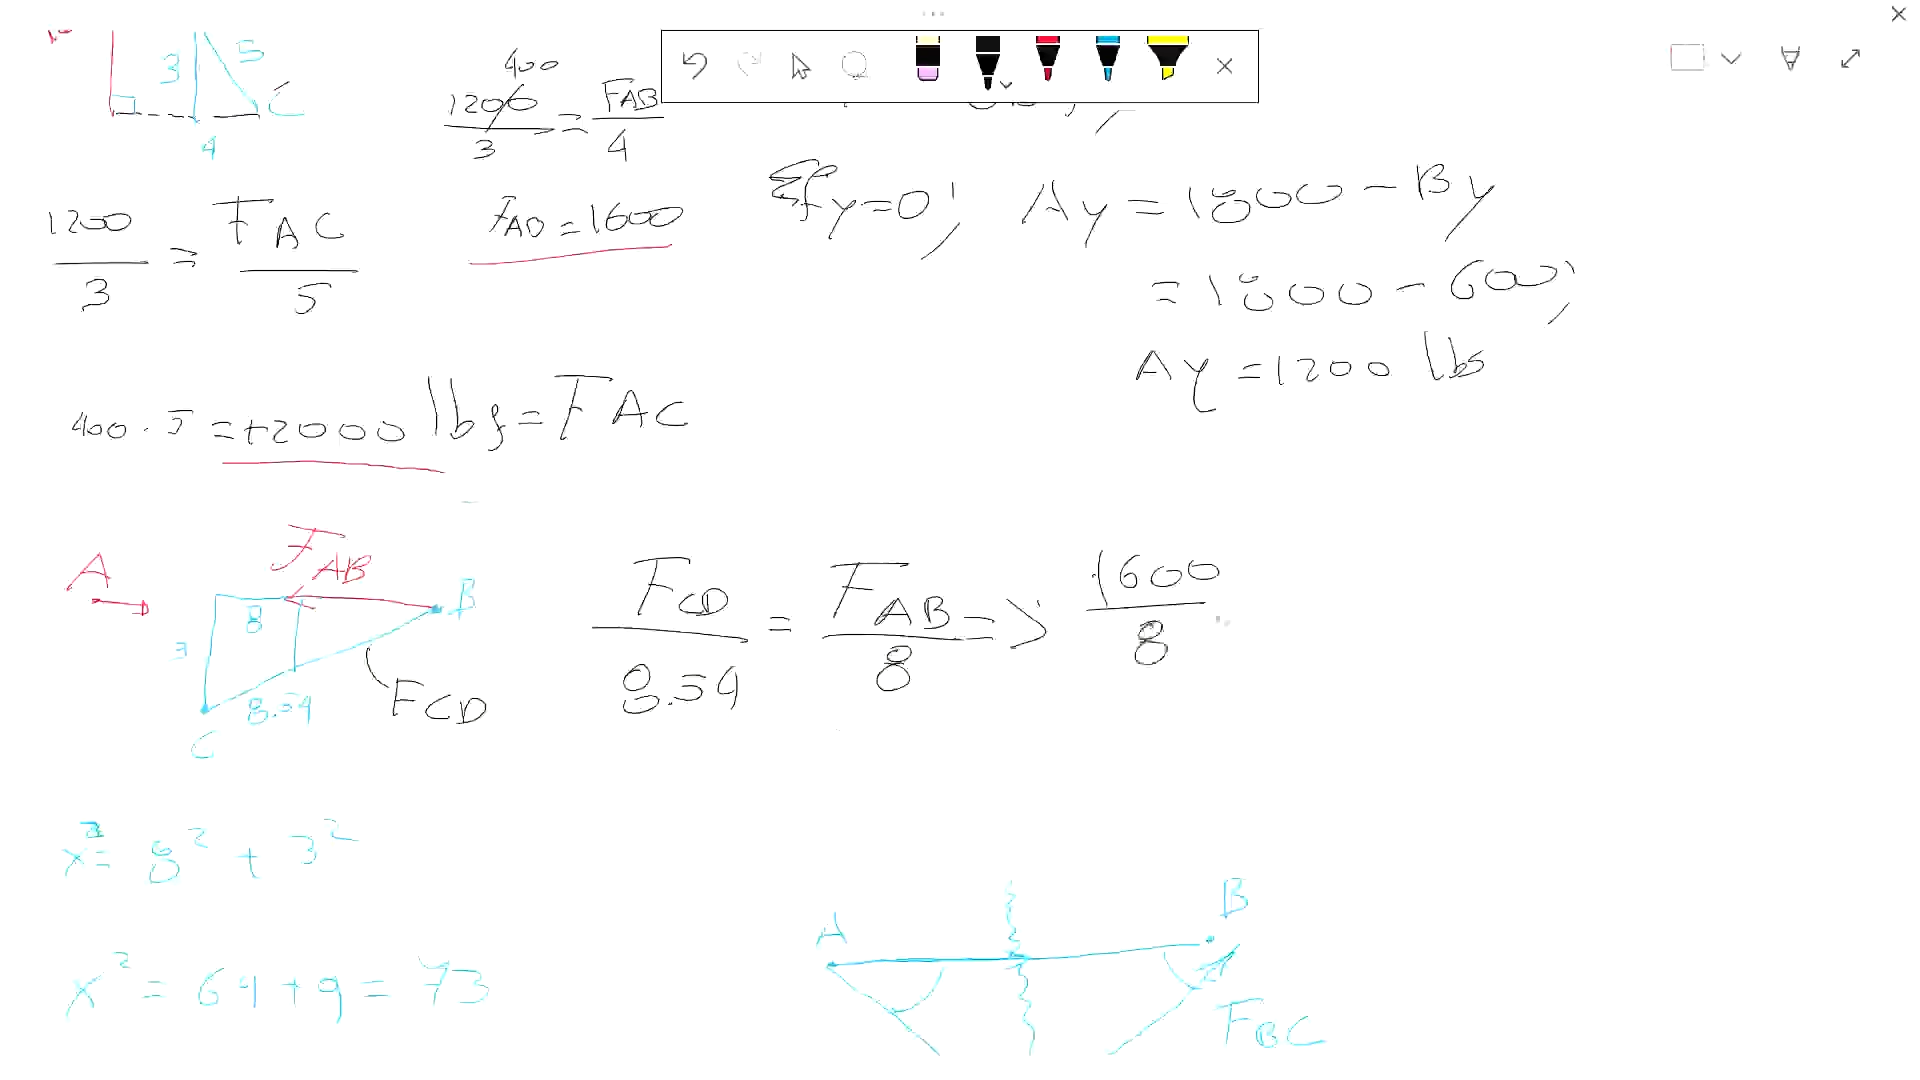 3 5
C
4
400
1200 / 3 = FAB / 4
ΣFy=0; Ay = 1800 - By
= 1800 - 600;
Ay = 1200 lbs
1200 / 3 = FAC / 5
FAD = 1600
400 . 5 = +2000 lbf = FAC
A
FAB
8
B
3
8.54
C
FCD
FCD / 8.54 = FAB / 8 => 1600 / 8
x² = 8² + 3²
x² = 64 + 9 = 73
A
B
FBC